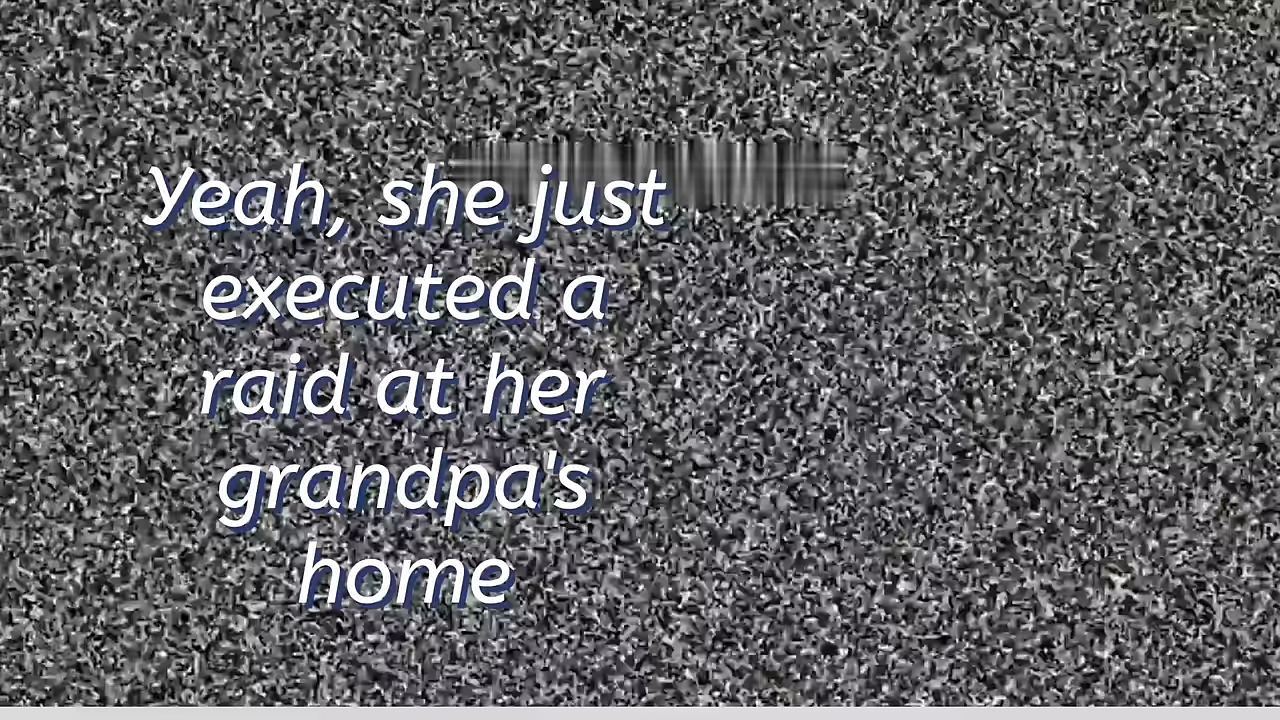 Yeah, she just
executed a
raid at her
grandpa's
home